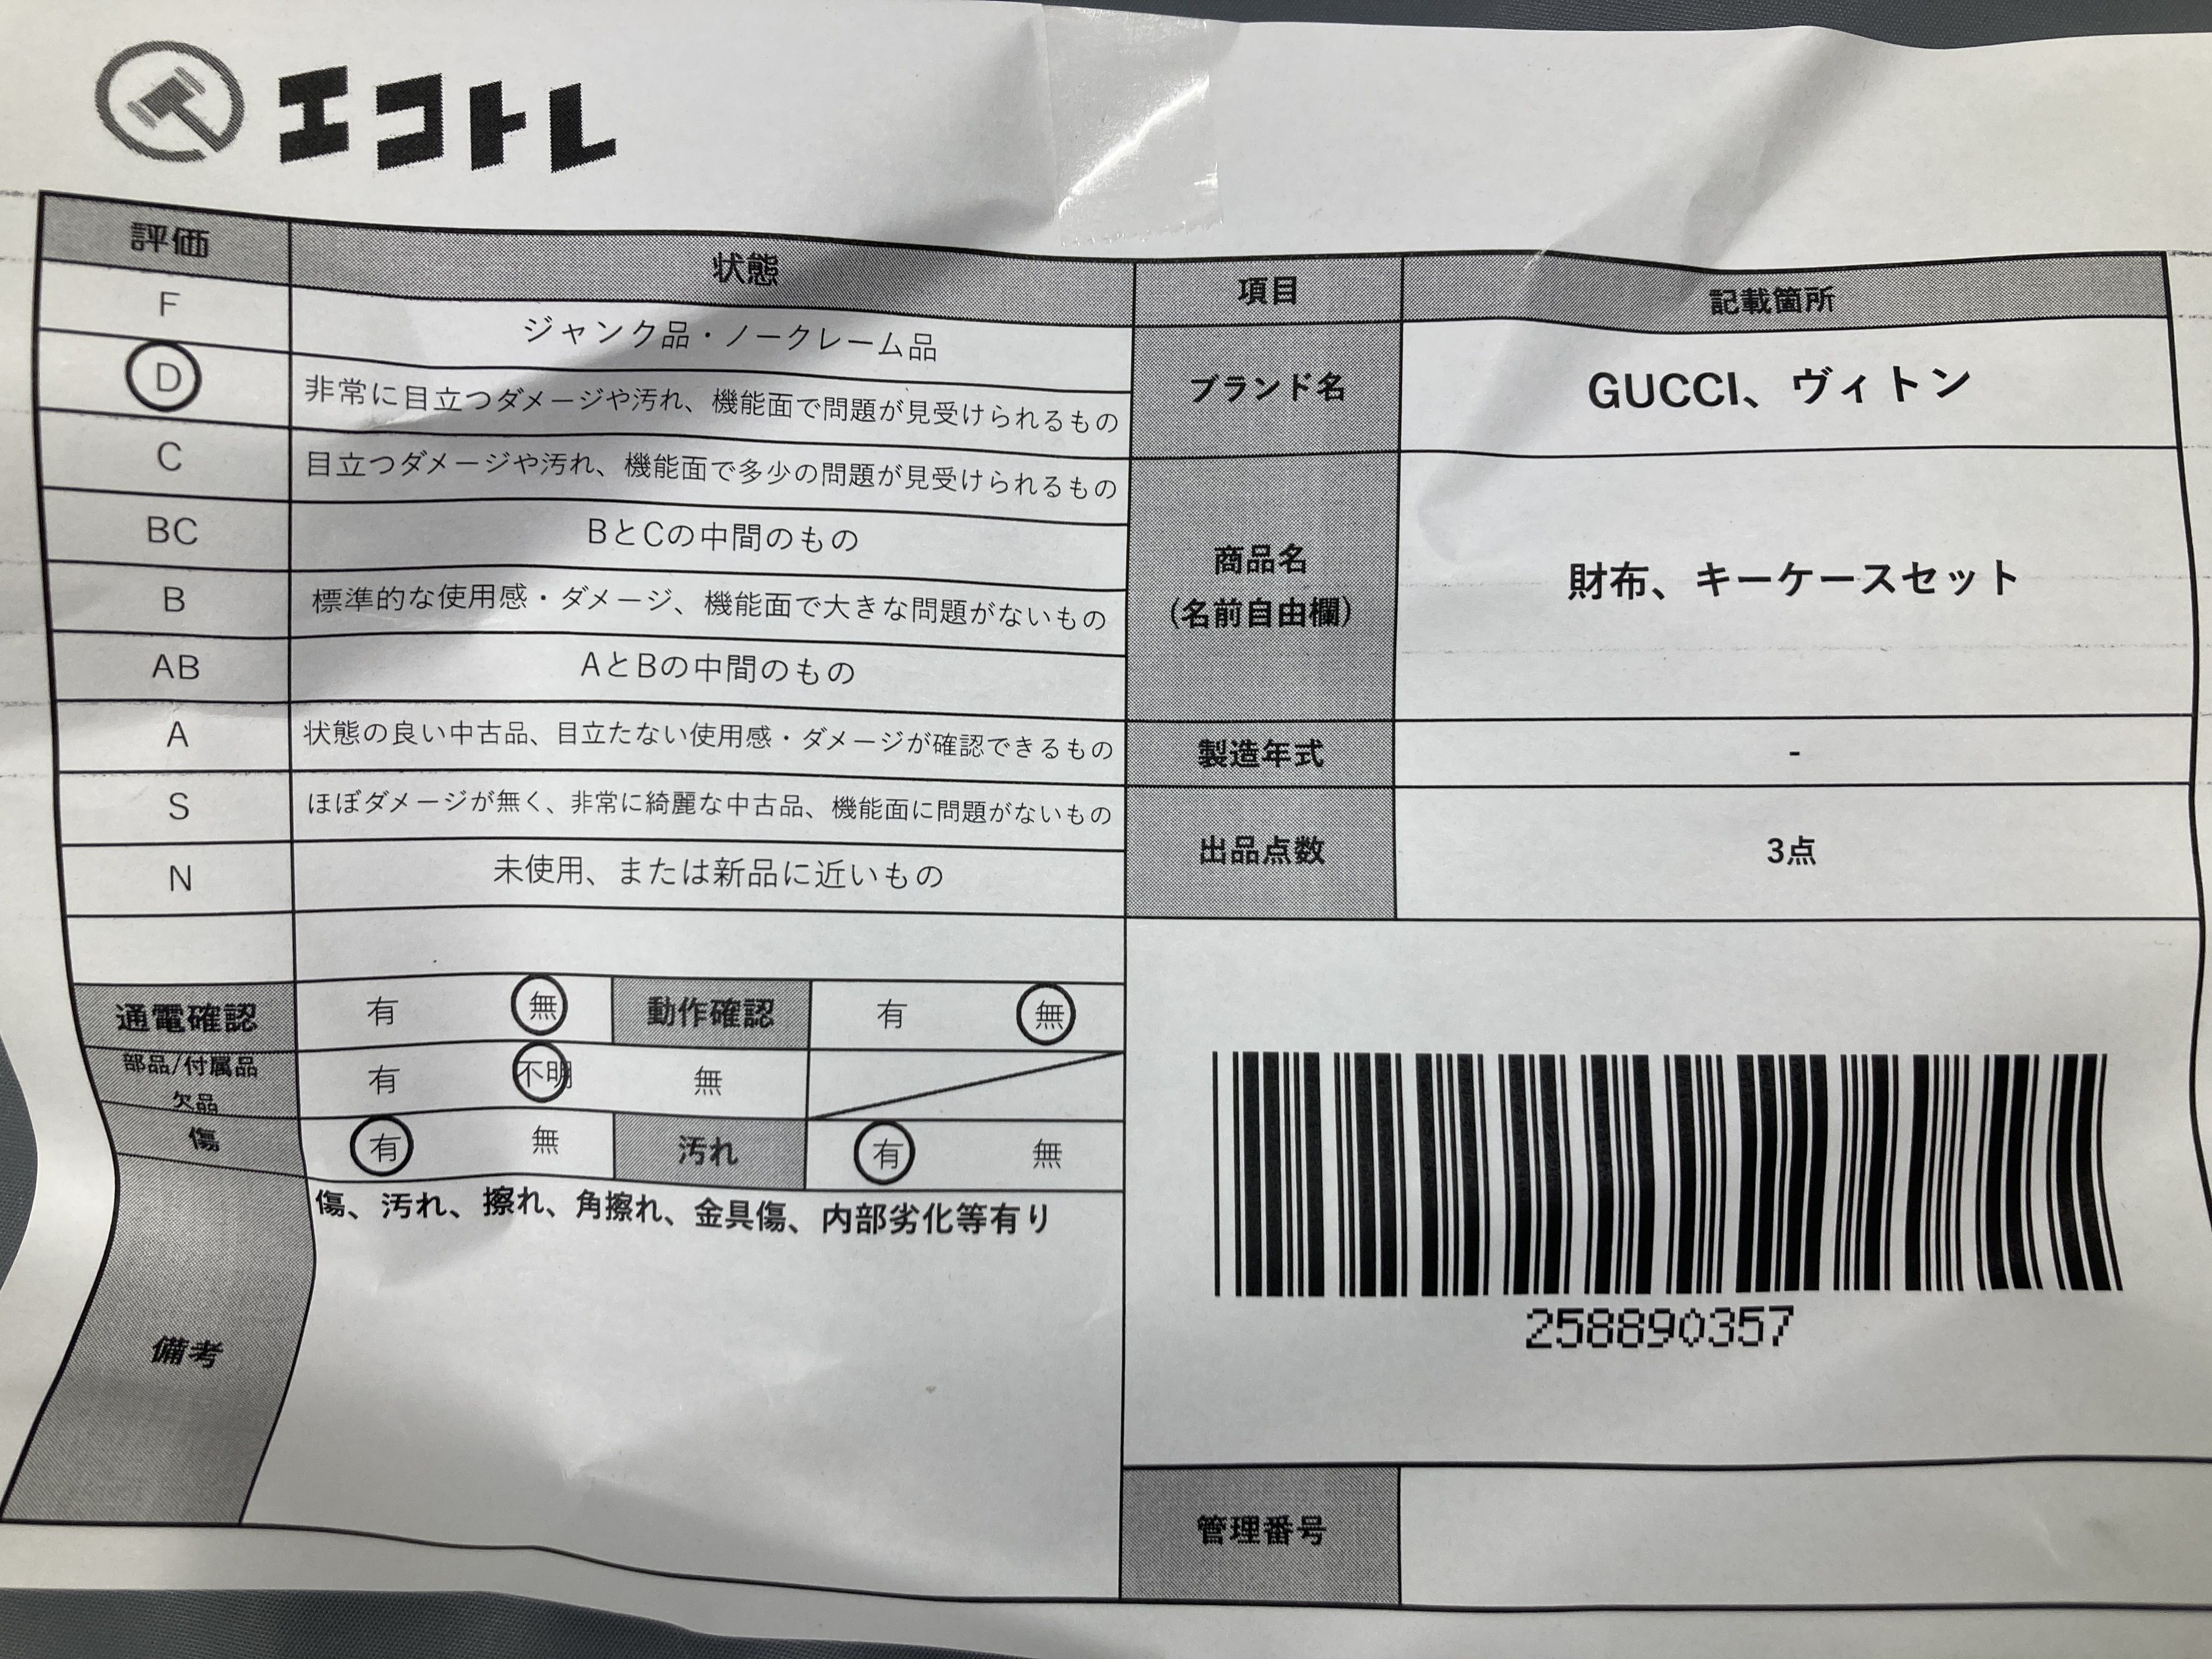 エコトレ
評価 状態
F ジャンク品・ノークレーム品
D 非常に目立つダメージや汚れ、機能面で問題が見受けられるもの
C 目立つダメージや汚れ、機能面で多少の問題が見受けられるもの
BC BとCの中間のもの
B 標準的な使用感・ダメージ、機能面で大きな問題がないもの
AB AとBの中間のもの
A 状態の良い中古品、目立たない使用感・ダメージが確認できるもの
S ほぼダメージが無く、非常に綺麗な中古品、機能面に問題がないもの
N 未使用、または新品に近いもの
通電確認 有 無 動作確認 有 無
部品/付属品
欠品
有 不明 無
傷 有 無 汚れ 有 無
備考
傷、汚れ、擦れ、角擦れ、金具傷、内部劣化等有り
項目 記載箇所
ブランド名 GUCCI、ヴィトン
商品名
(名前自由欄)
財布、キーケースセット
製造年式 -
出品点数 3点
258890357
管理番号